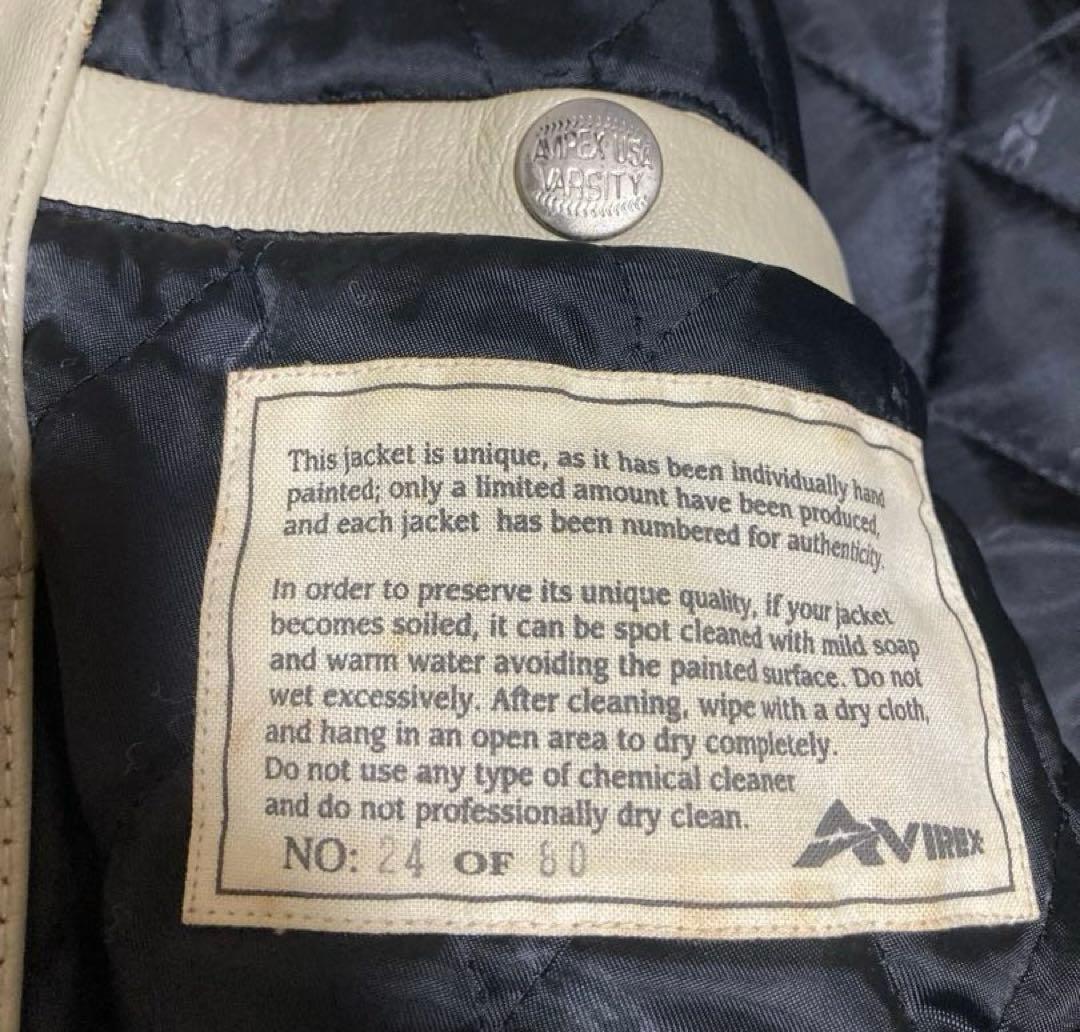 AMPEX USA
VARSITY
This jacket is unique, as it has been individually hand
painted; only a limited amount have been produced,
and each jacket has been numbered for authenticity.
In order to preserve its unique quality, if your jacket
becomes soiled, it can be spot cleaned with mild soap
and warm water avoiding the painted surface. Do not
wet excessively. After cleaning, wipe with a dry cloth,
and hang in an open area to dry completely.
Do not use any type of chemical cleaner
and do not professionally dry clean.
NO: 24 OF 80
AVIREX